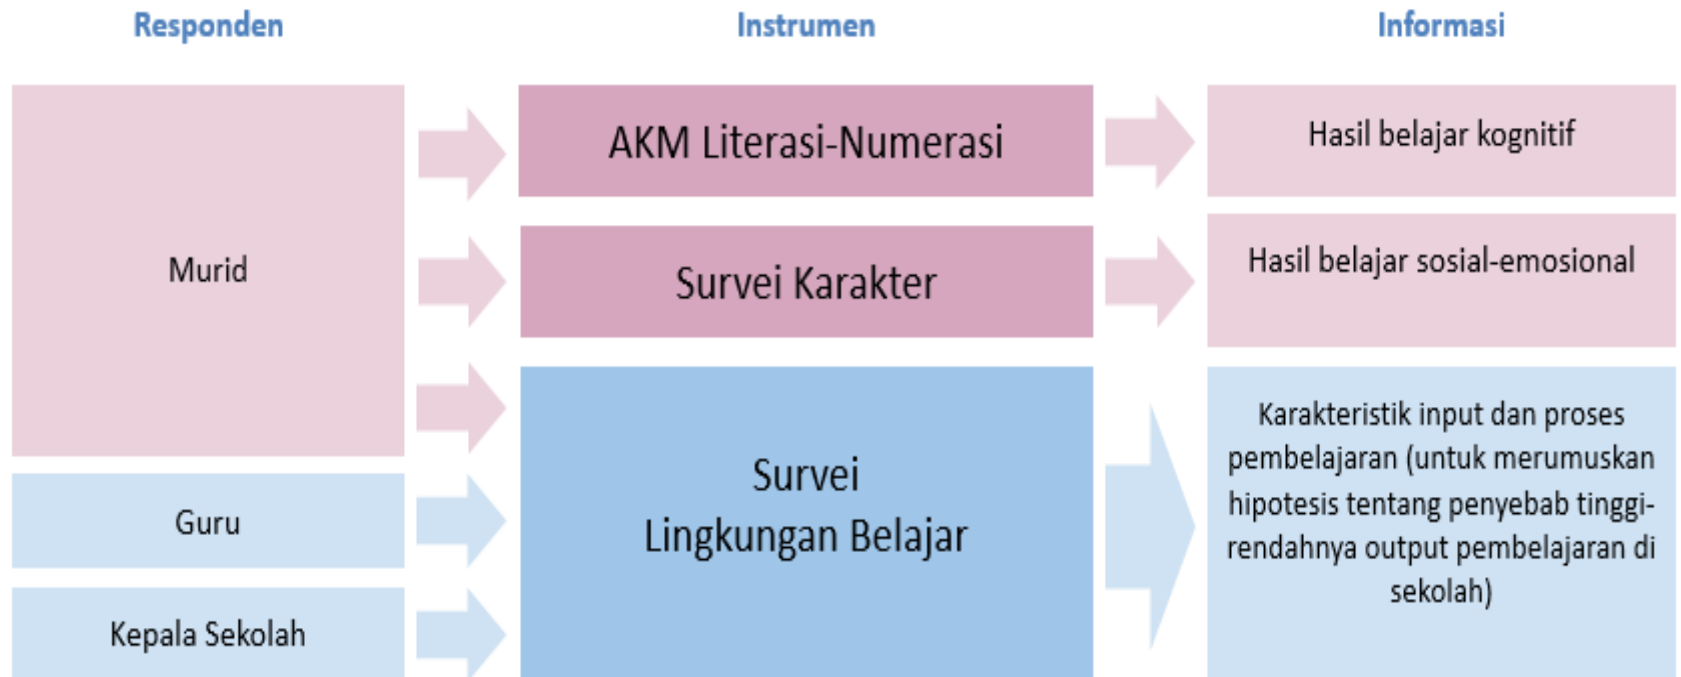 Responden
Instrumen
Informasi
Murid
Guru
Kepala Sekolah
AKM Literasi-Numerasi
Survei Karakter
Survei
Lingkungan Belajar
Hasil belajar kognitif
Hasil belajar sosial-emosional
Karakteristik input dan proses
pembelajaran (untuk merumuskan
hipotesis tentang penyebab tinggi-
rendahnya output pembelajaran di
sekolah)